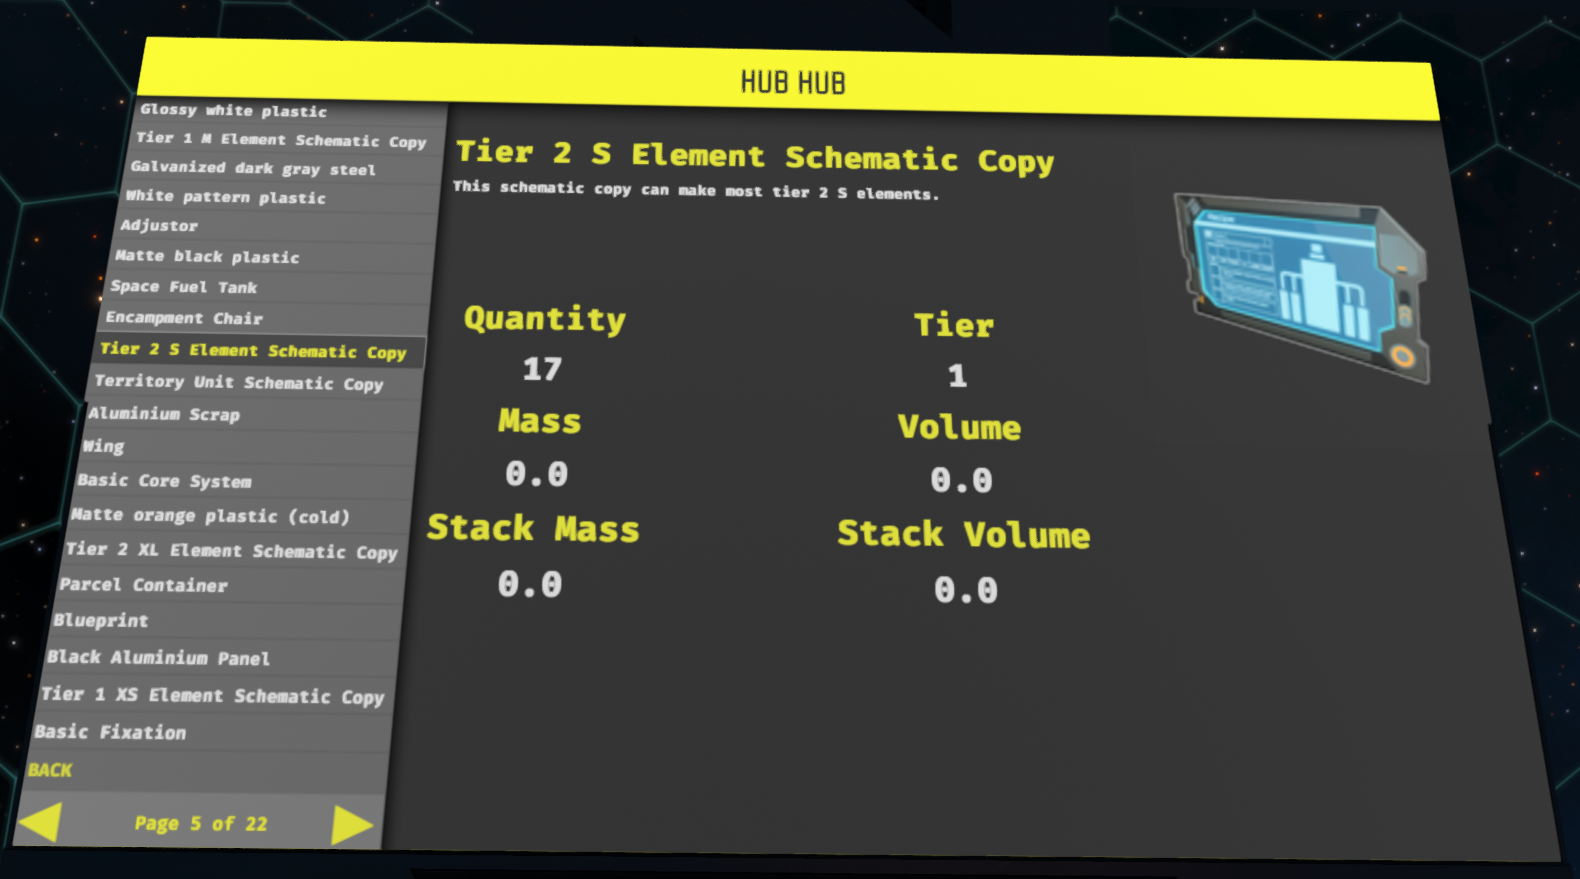 HUB HUB
Glossy white plastic
Tier 1 M Element Schematic Copy
Galvanized dark gray steel
White pattern plastic
Adjustor
Matte black plastic
Space Fuel Tank
Encampment Chair
Tier 2 S Element Schematic Copy
Territory Unit Schematic Copy
Aluminium Scrap
Wing
Basic Core System
Matte orange plastic (cold)
Tier 2 XL Element Schematic Copy
Parcel Container
Blueprint
Black Aluminium Panel
Tier 1 XS Element Schematic Copy
Basic Fixation
BACK
Page 5 of 22
Tier 2 S Element Schematic Copy
This schematic copy can make most tier 2 S elements.
Quantity
17
Tier
1
Mass
0.0
Volume
0.0
Stack Mass
0.0
Stack Volume
0.0